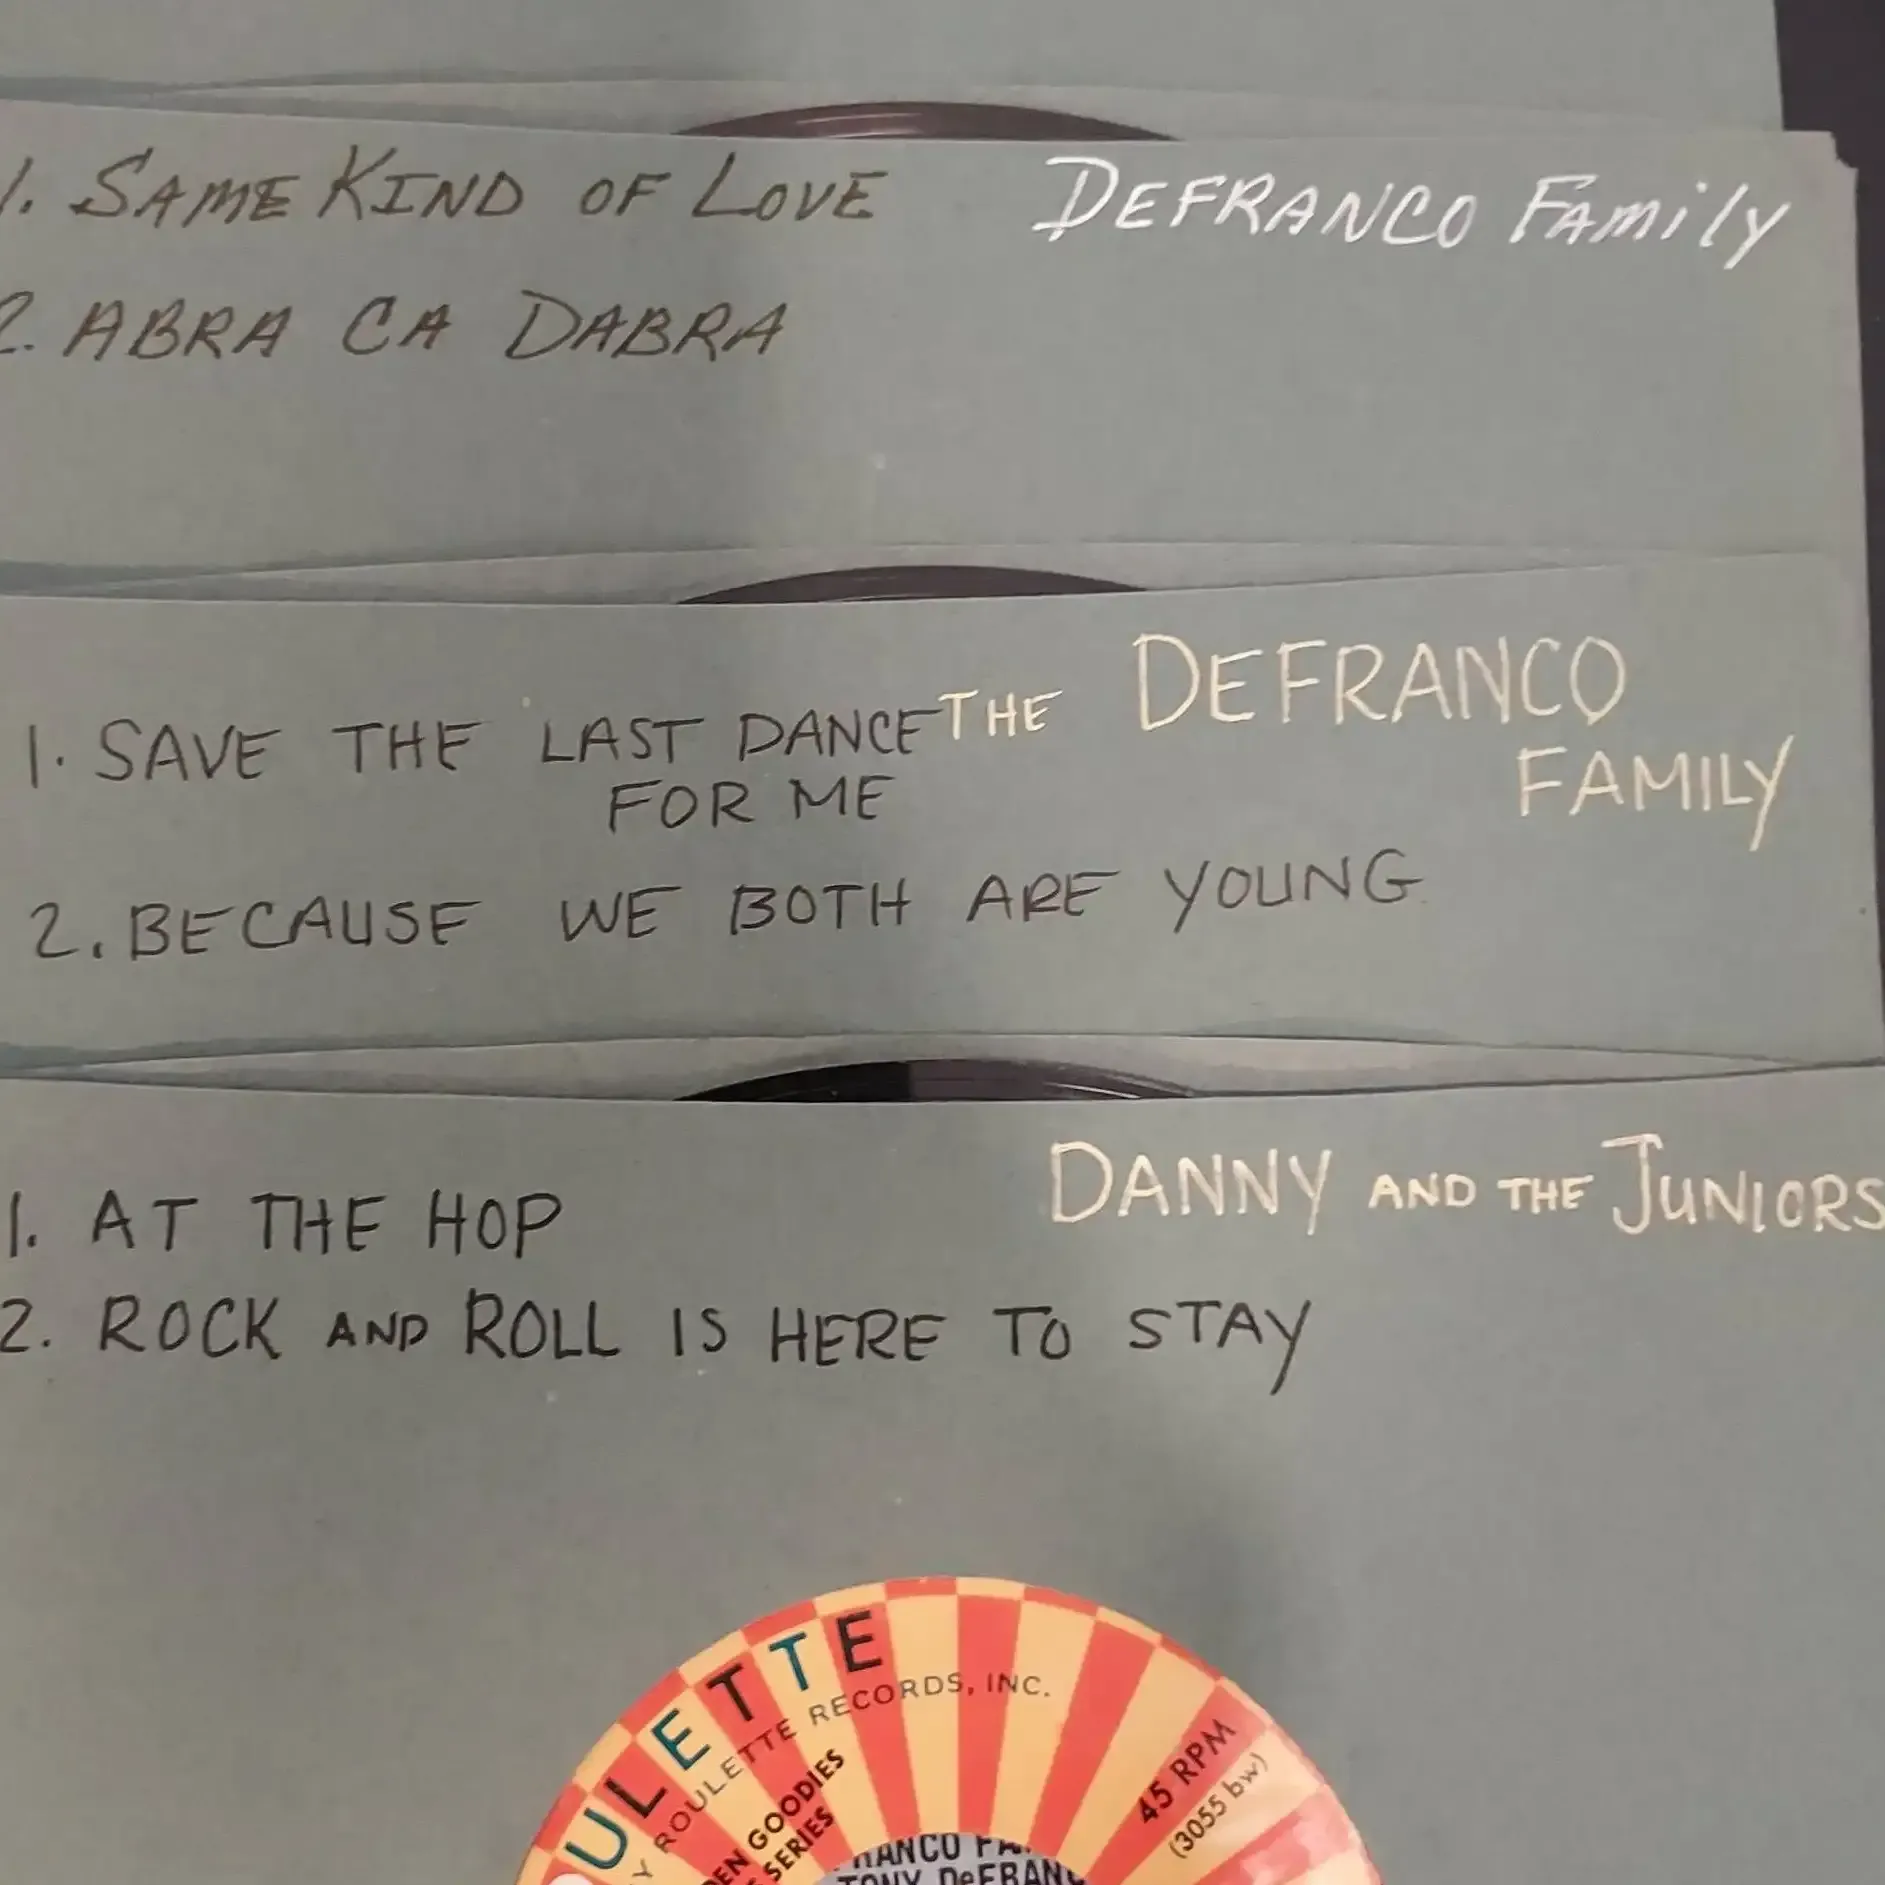 1. SAME KIND OF LOVE DEFRANCO FAMily
2. ABRA CA DABRA
1. SAVE THE LAST DANCE THE DEFRANCO
FOR ME FAMILY
2. BECAUSE WE BOTH ARE YOUNG
1. AT THE HOP DANNY AND THE JUNIORS
2. ROCK AND ROLL IS HERE TO STAY
ROULETTE RECORDS, INC.
GOODIES
SERIES
45 RPM
(3055 bw)
TONY